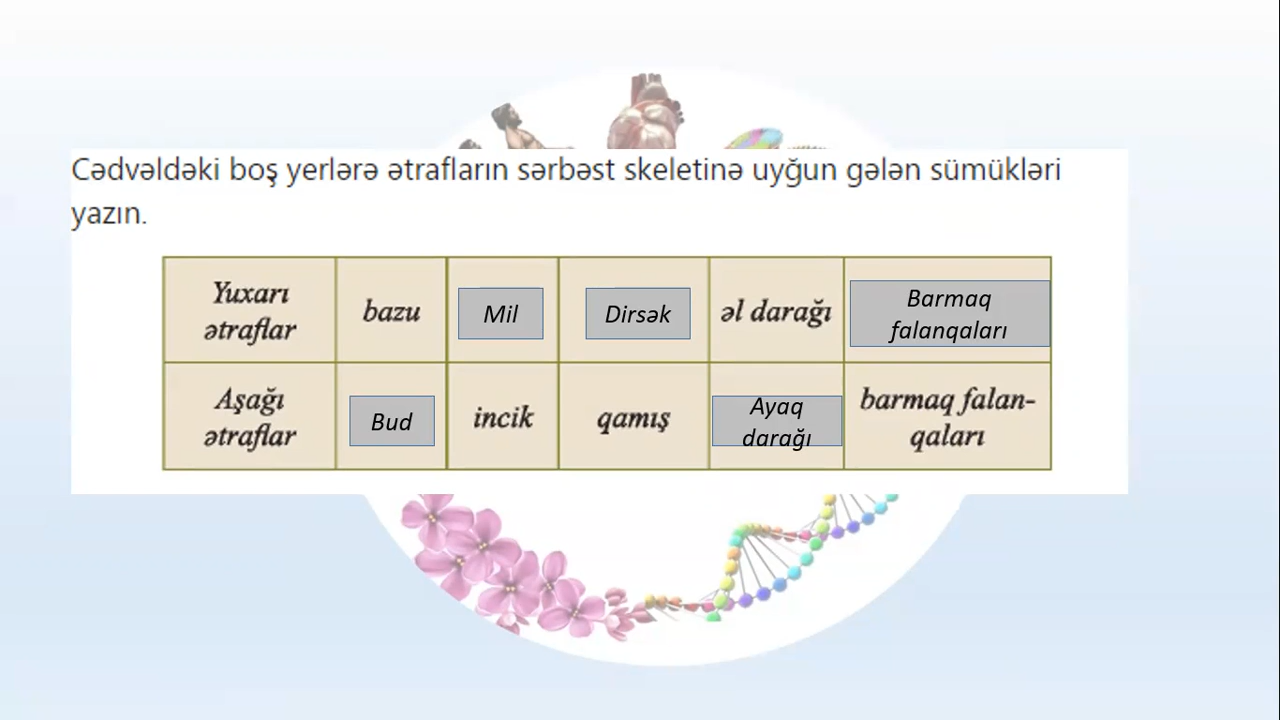 Cədvəldəki boş yerlərə ətrafların sərbəst skeletinə uyğun gələn sümükləri
yazın.
Yuxarı
ətraflar
bazu
Mil
Dirsək
əl darağı
Barmaq
falanqaları
Aşağı
ətraflar
Bud
incik
qamış
Ayaq
darağı
barmaq falan-
qaları